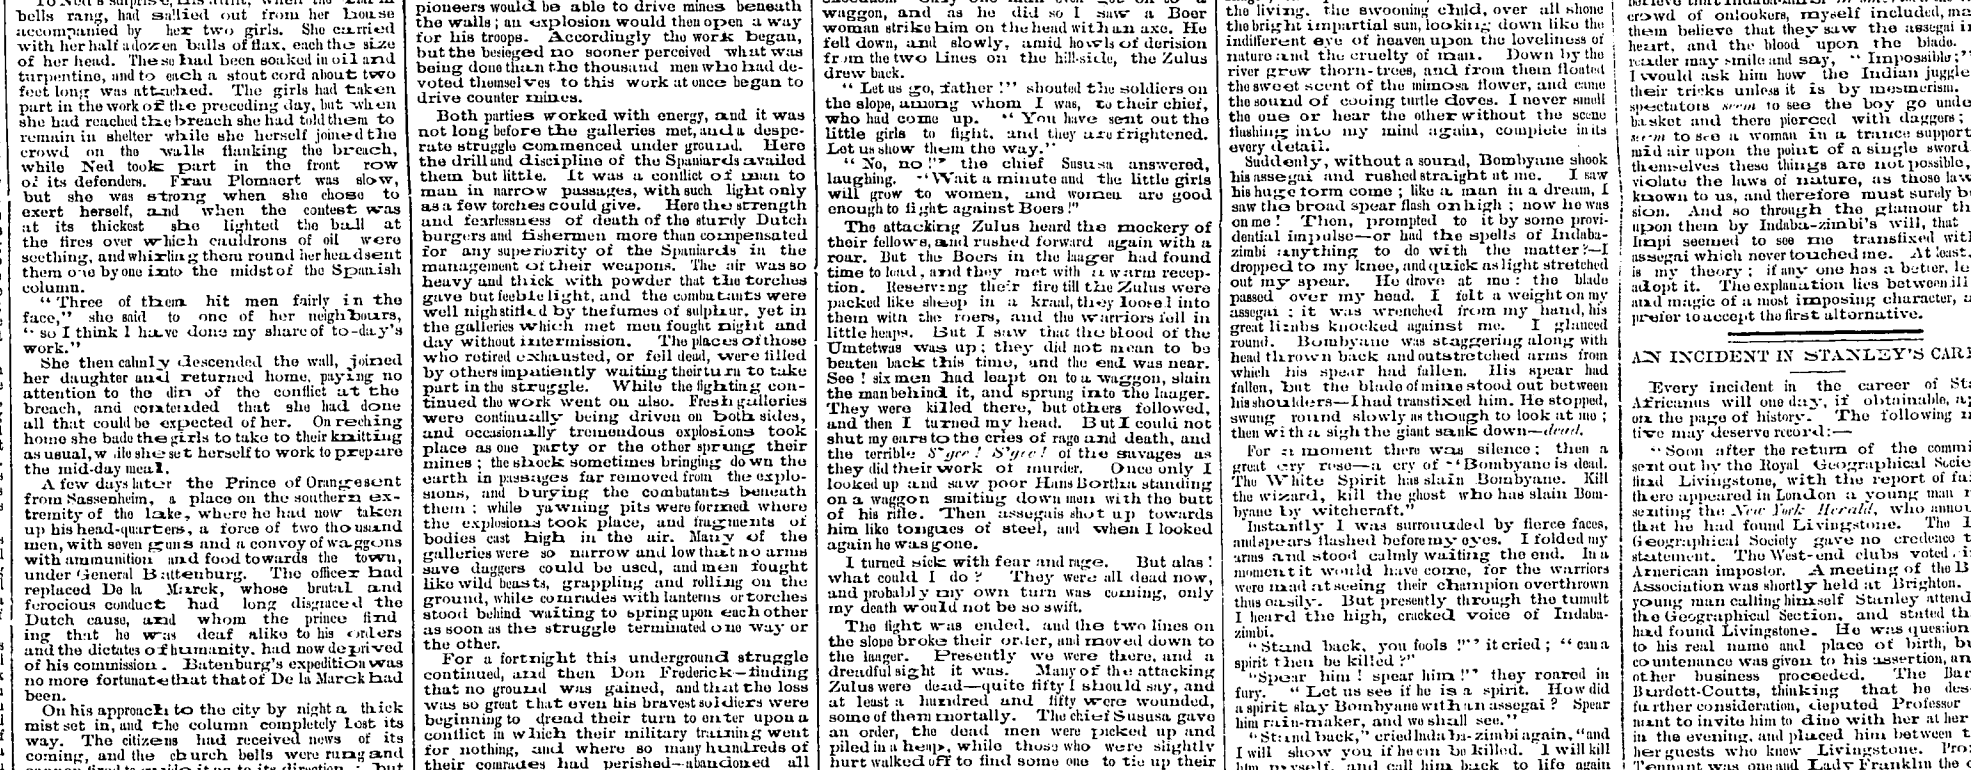 bells rang, had sallied out from her house
accompanied by her two girls. She carried
with her half a dozen balls of flax, each the size
of her head. These had been soaked in oil and
turpentine, and to each a stout cord about two
feet long was attached. The girls had taken
part in the work of the preceding day, but when
she had reached the breach she had told them to
remain in shelter while she herself joined the
crowd on the walls flanking the breach,
while Ned took part in the front row
of its defenders. Frau Plomaert was slow,
but she was strong when she chose to
exert herself, and when the contest was
at its thickest she lighted the ball at
the fires over which cauldrons of oil were
seething, and whirling them round her head sent
them one by one into the midst of the Spanish
column.
"Three of them hit men fairly in the
face," she said to one of her neighbours,
"so I think I have done my share of to-day's
work."
She then calmly descended the wall, joined
her daughter and returned home, paying no
attention to the din of the conflict at the
breach, and contended that she had done
all that could be expected of her. On reching
home she bade the girls to take to their knitting
as usual, w ile she set herself to work to prepare
the mid-day meal.
A few days later the Prince of Orange sent
from Sassenheim, a place on the southern ex-
tremity of the lake, where he had now taken
up his head-quarters, a force of two thousand
men, with seven guns and a convoy of waggons
with ammunition and food towards the town,
under General Battenburg. The officer had
replaced De la Marck, whose brutal and
ferocious conduct had long disgraced the
Dutch cause, and whom the prince find
ing that he was deaf alike to his orders
and the dictates of humanity, had now deprived
of his commission. Batenburg's expedition was
no more fortunate that that of De la Marck had
been.
On his approach to the city by night a thick
mist set in, and the column completely lost its
way. The citizens had received news of its
coming, and the church bells were rung and
pioneers would be able to drive mines beneath
the walls; an explosion would then open a way
for his troops. Accordingly the work began,
but the besieged no sooner perceived what was
being done than the thousand men who had de-
voted themselves to this work at once began to
drive counter mines.
Both parties worked with energy, and it was
not long before the galleries met, and a despe-
rate struggle commenced under ground. Here
the drill and discipline of the Spaniards availed
them but little. It was a conflict of man to
man in narrow passages, with such light only
as a few torches could give. Here the strength
and fearlessness of death of the sturdy Dutch
burgers and fishermen more than compensated
for any superiority of the Spaniards in the
management of their weapons. The air was so
heavy and thick with powder that the torches
gave but feeble light, and the combatants were
well nigh stifled by the fumes of sulphur, yet in
the galleries which met men fought night and
day without intermission. The places of those
who retired exhausted, or fell dead, were filled
by others impatiently waiting their turn to take
part in the struggle. While the fighting con-
tinued the work went on also. Fresh galleries
were continually being driven on both sides,
and occasionally tremendous explosions took
place as one party or the other sprung their
mines; the shock sometimes bringing down the
earth in passages far removed from the explo-
sions, and burying the combatants beneath
them; while yawning pits were formed where
the explosions took place, and fragments of
bodies cast high in the air. Many of the
galleries were so narrow and low that no arms
save daggers could be used, and men fought
like wild beasts, grappling and rolling on the
ground, while comrades with lanterns or torches
stood behind waiting to spring upon each other
as soon as the struggle terminated one way or
the other.
For a fortnight this underground struggle
continued, and then Don Frederick—finding
that no ground was gained, and that the loss
was so great that even his bravest soldiers were
beginning to dread their turn to enter upon a
conflict in which their military training went
for nothing, and where so many hundreds of
their comrades had perished—abandoned all
waggon, and as he did so I saw a Boer
woman strike him on the head with an axe. He
fell down, and slowly, amid howls of derision
from the two Lines on the hill-side, the Zulus
drew back.
"Let us go, father!" shouted the soldiers on
the slope, among whom I was, to their chief,
who had come up. "You have sent out the
little girls to fight, and they are frightened.
Let us show them the way."
"No, no!" the chief Sususa answered,
laughing. "Wait a minute and the little girls
will grow to women, and women are good
enough to fight against Boers!"
The attacking Zulus heard the mockery of
their fellows, and rushed forward again with a
roar. But the Boers in the laager had found
time to load, and they met with a warm recep-
tion. Reserving their fire till the Zulus were
packed like sheep in a kraal, they loosed into
them with the roers, and the warriors fell in
little heaps. But I saw that the blood of the
Umtetwas was up; they did not mean to be
beaten back this time, and the end was near.
See! six men had leapt on to a waggon, slain
the man behind it, and sprung into the laager.
They were killed there, but others followed,
and then I turned my head. But I could not
shut my ears to the cries of rage and death, and
the terrible S'gee! S'gee! of the savages as
they did their work of murder. Once only I
looked up and saw poor Hans Botha standing
on a waggon smiting down men with the butt
of his rifle. Then assegais shot up towards
him like tongues of steel, and when I looked
again he was gone.
I turned sick with fear and rage. But alas!
what could I do? They were all dead now,
and probably my own turn was coming, only
my death would not be so swift.
The fight was ended, and the two lines on
the slope broke their order, and moved down to
the laager. Presently we were there, and a
dreadful sight it was. Many of the attacking
Zulus were dead—quite fifty I should say, and
at least a hundred and fifty were wounded,
some of them mortally. The chief Sususa gave
an order, the dead men were picked up and
piled in a heap, while those who were slightly
hurt walked off to find some one to tie up their
the living, the swooning child, over all shone
the bright impartial sun, looking down like the
indifferent eye of heaven upon the loveliness of
nature and the cruelty of man. Down by the
river grew thorn-trees, and from them floated
the sweet scent of the mimosa flower, and came
the sound of cooing turtle doves. I never smell
the one or hear the other without the scene
flashing into my mind again, complete in its
every detail.
Suddenly, without a sound, Bombyane shook
his assegai and rushed straight at me. I saw
his huge form come; like a man in a dream, I
saw the broad spear flash on high; now he was
on me! Then, prompted to it by some provi-
dential impulse—or had the spells of Indaba-
zimbi anything to do with the matter?—I
dropped to my knee, and quick as light stretched
out my spear. He drove at me: the blade
passed over my head. I felt a weight on my
assegai; it was wrenched from my hand, his
great limbs knocked against me. I glanced
round. Bombyane was staggering along with
head thrown back and outstretched arms from
which his spear had fallen. His spear had
fallen, but the blade of mine stood out between
his shoulders—I had transfixed him. He stopped,
swung round slowly as though to look at me;
then with a sigh the giant sank down—dead.
For a moment there was silence; then a
great cry rose—a cry of "Bombyane is dead.
The White Spirit has slain Bombyane. Kill
the wizard, kill the ghost who has slain Bom-
byane by witchcraft."
Instantly I was surrounded by fierce faces,
and spears flashed before my eyes. I folded my
arms and stood calmly waiting the end. In a
moment it would have come, for the warriors
were mad at seeing their champion overthrown
thus easily. But presently through the tumult
I heard the high, cracked voice of Indaba-
zimbi.
"Stand back, you fools!" it cried; "can a
spirit then be killed?"
"Spear him! spear him!" they roared in
fury. "Let us see if he is a spirit. How did
a spirit slay Bombyane with an assegai? Spear
him rain-maker, and we shall see."
"Stand back," cried Indaba-zimbi again, "and
I will show you if he can be killed. I will kill
him myself, and call him back to life again
crowd of onlookers, myself included,
them believe that they saw the assegai
heart, and the blood upon the blade.
reader may smile and say, "Impossible;"
I would ask him how the Indian juggle
their tricks unless it is by mesmerism.
spectators seem to see the boy go unde
basket and there pierced with daggers;
seem to see a woman in a trance support
mid air upon the point of a single sword
themselves these things are not possible,
violate the laws of nature, as those law
known to us, and therefore must surely b
sion. And so through the glamour th
upon them by Indaba-zimbi's will, that
Impi seemed to see me transfixed wit
assegai which never touched me. At least,
is my theory; if any one has a better, le
adopt it. The explanation lies between ill
and magic of a most imposing character,
prefer to accept the first alternative.
AN INCIDENT IN STANLEY'S CAR
Every incident in the career of St
Africanus will one day, if obtainable,
on the page of history. The following
tive may deserve record:—
"Soon after the return of the commi
sent out by the Royal Geographical Socie
find Livingstone, with the report of fa
there appeared in London a young man
senting the New York Herald, who annou
that he had found Livingstone. The
Geographical Society gave no credence
statement. The West-end clubs voted
American impostor. A meeting of the B
Association was shortly held at Brighton.
young man calling himself Stanley attend
the Geographical Section, and stated th
had found Livingstone. He was question
to his real name and place of birth, bu
countenance was given to his assertion, an
other business proceeded. The Bar
Burdett-Coutts, thinking that he des
further consideration, deputed Professor
nant to invite him to dine with her at her
in the evening, and placed him between t
her guests who knew Livingstone. Pro
Tennant was one and Lady Franklin the